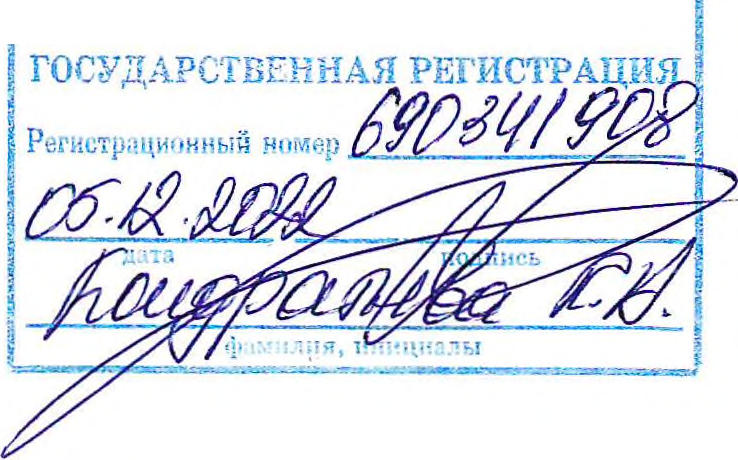 ГОСУДАРСТВЕННАЯ РЕГИСТРАЦИЯ
Регистрационный номер 690341908
05.12.2022
дата подпись
Кондратьева
фамилия, инициалы